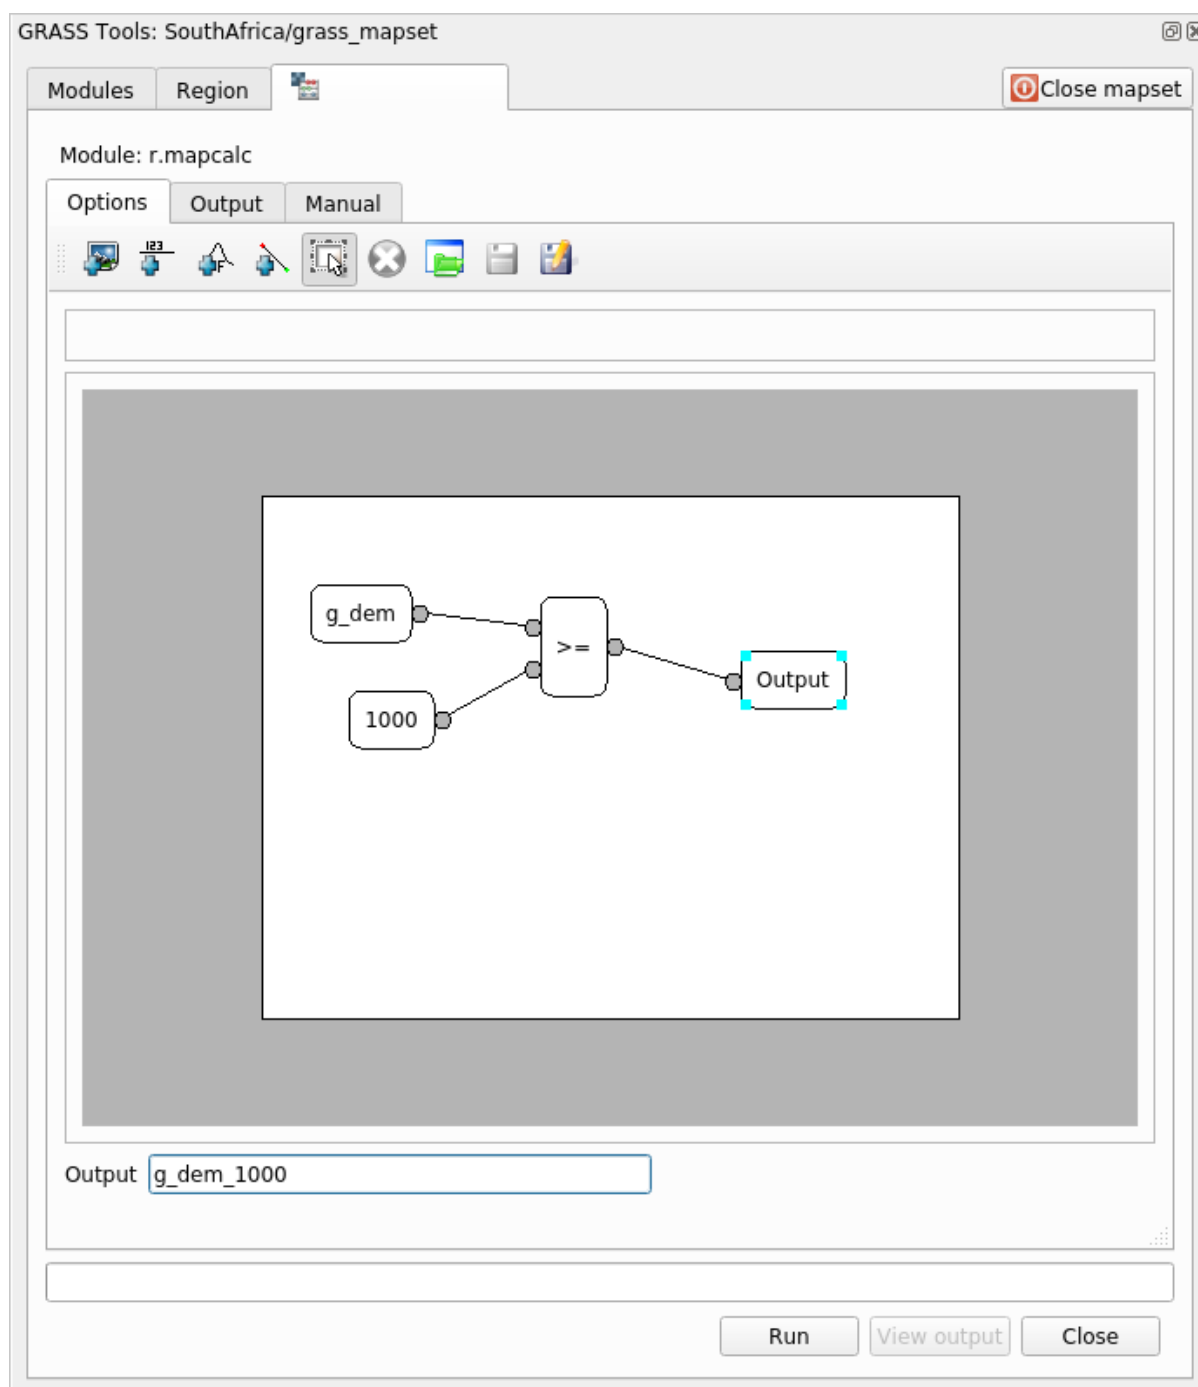 GRASS Tools: SouthAfrica/grass_mapset
Modules Region Close mapset
Module: r.mapcalc
Options Output Manual
123
F
g_dem
>=
Output
1000
Output g_dem_1000
Run View output Close